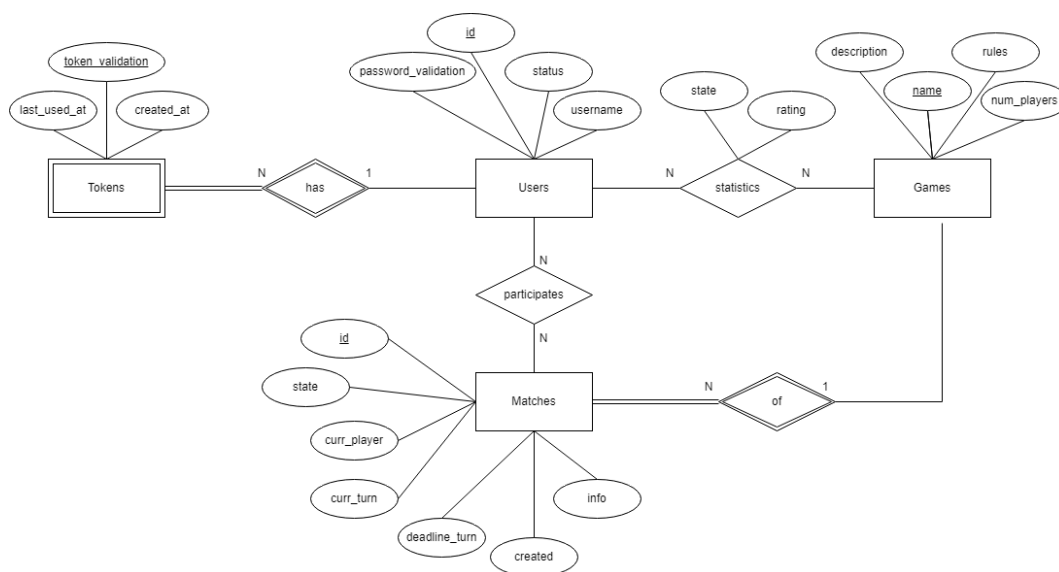 id
description
rules
token_validation
password_validation
status
state
name
num_players
last_used_at
created_at
username
rating
Tokens
N
has
1
Users
N
statistics
N
Games
N
participates
N
id
state
Matches
N
of
1
curr_player
curr_turn
info
deadline_turn
created